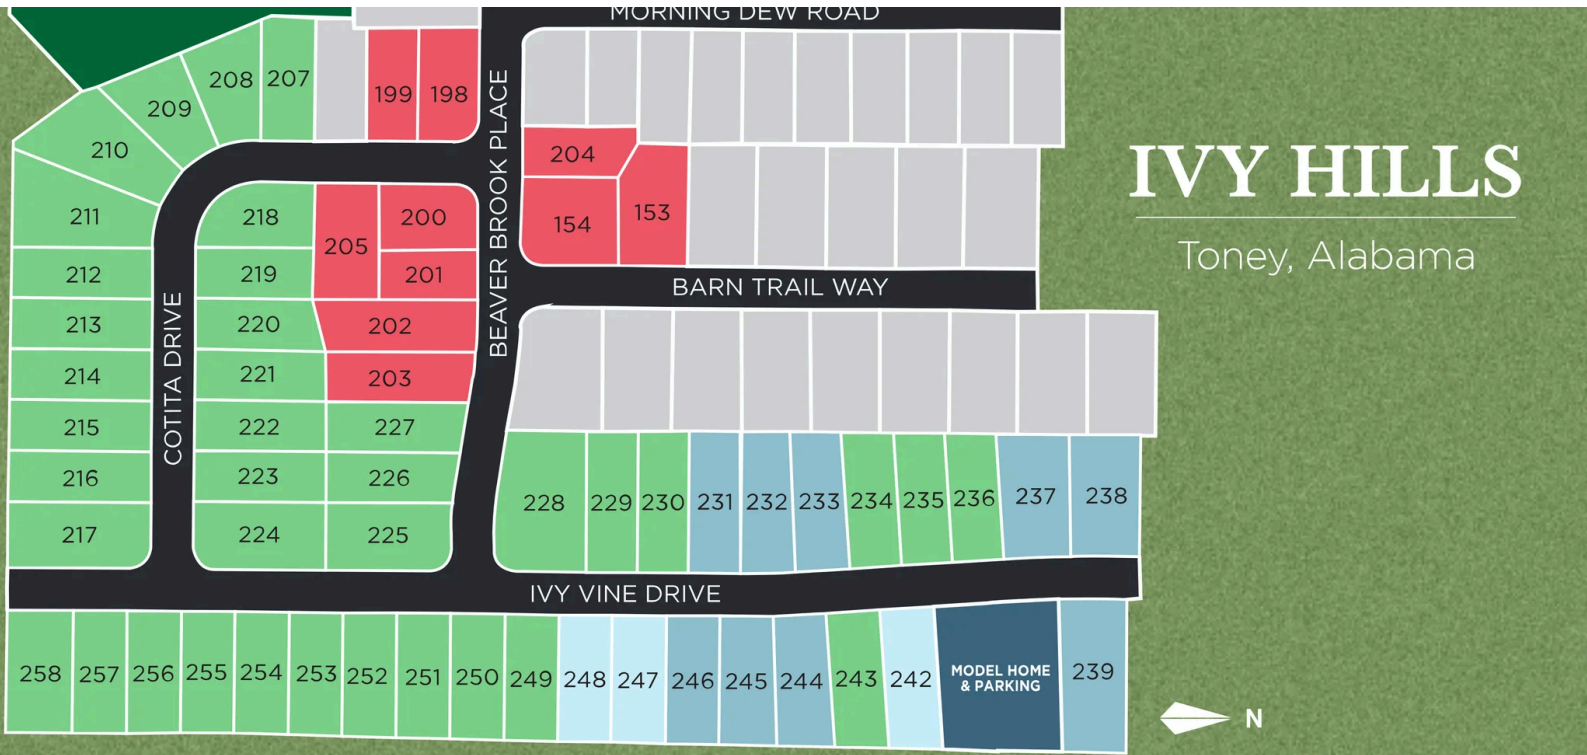 MORNING DEW ROAD
208 207
199 198
209
210
204
211
218
205
200
BEAVER BROOK PLACE
154
153
IVY HILLS
Toney, Alabama
212
219
201
BARN TRAIL WAY
213
220
202
COTITA DRIVE
214
221
203
215
222
227
216
223
226
217
224
225
228 229 230 231 232 233 234 235 236 237 238
IVY VINE DRIVE
258 257 256 255 254 253 252 251 250 249 248 247 246 245 244 243 242
MODEL HOME
& PARKING
239
N